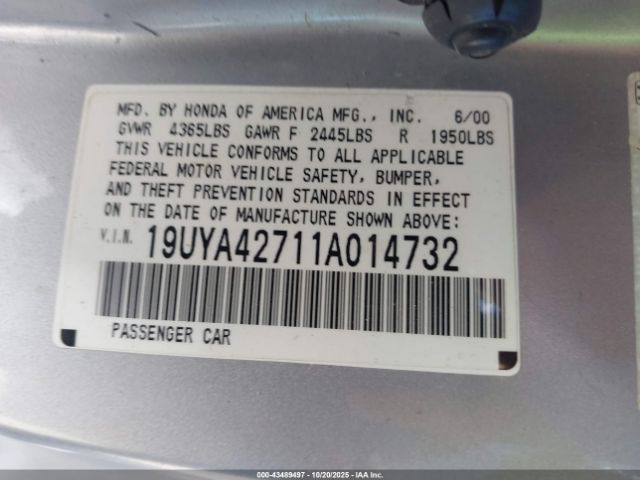 MFD. BY HONDA OF AMERICA MFG., INC. 6/00
GVWR 4365LBS GAWR F 2445LBS R 1950LBS
THIS VEHICLE CONFORMS TO ALL APPLICABLE
FEDERAL MOTOR VEHICLE SAFETY, BUMPER,
AND THEFT PREVENTION STANDARDS IN EFFECT
ON THE DATE OF MANUFACTURE SHOWN ABOVE:
V.I.N. 19UYA42711A014732
PASSENGER CAR
000-43489497 - 10/20/2025 - IAAI.com